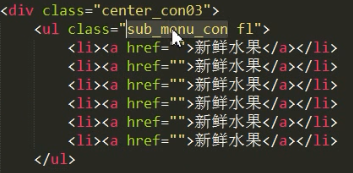 <div class="center_con03">
<ul class="sub_menu_con fl">
<li><a href="">新鲜水果</a></li>
<li><a href="">新鲜水果</a></li>
<li><a href="">新鲜水果</a></li>
<li><a href="">新鲜水果</a></li>
<li><a href="">新鲜水果</a></li>
<li><a href="">新鲜水果</a></li>
</ul>